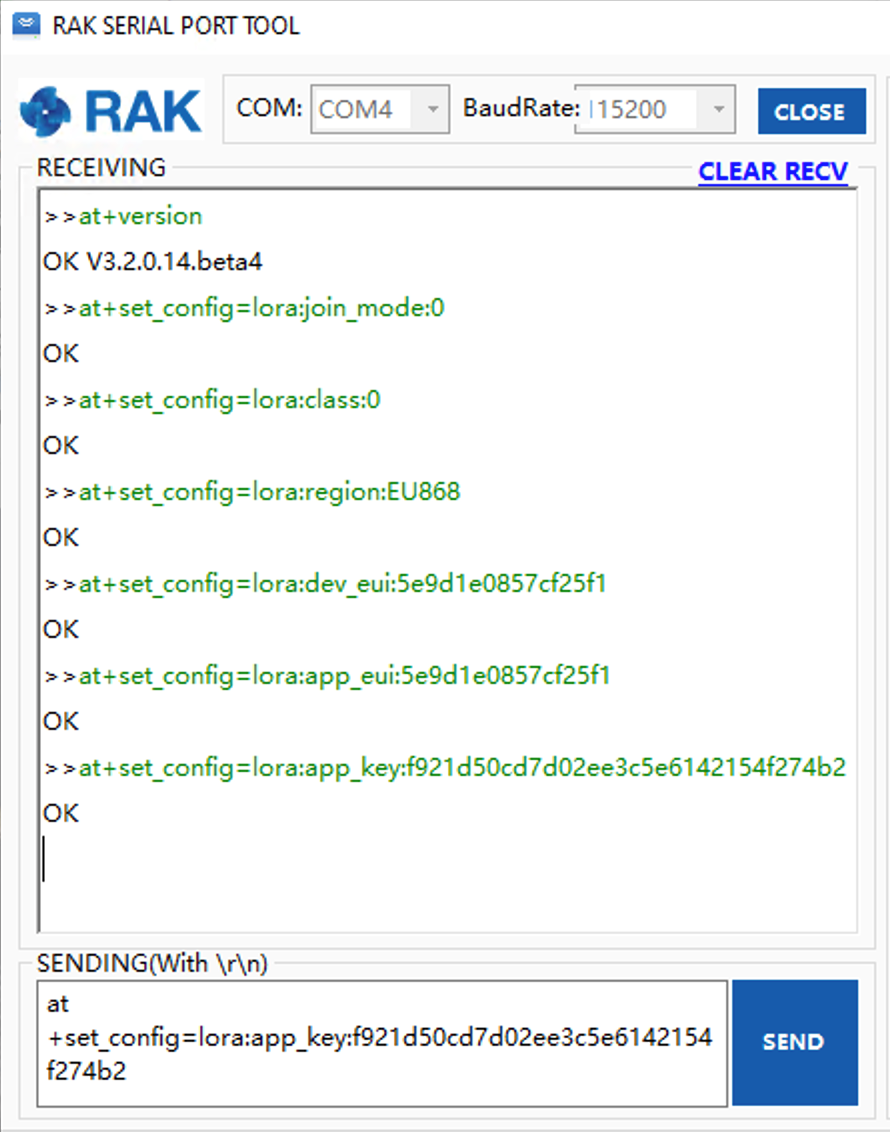 RAK SERIAL PORT TOOL
RAK COM: COM4 BaudRate: 115200 CLOSE
RECEIVING CLEAR RECV
>>at+version
OK V3.2.0.14.beta4
>>at+set_config=lora:join_mode:0
OK
>>at+set_config=lora:class:0
OK
>>at+set_config=lora:region:EU868
OK
>>at+set_config=lora:dev_eui:5e9d1e0857cf25f1
OK
>>at+set_config=lora:app_eui:5e9d1e0857cf25f1
OK
>>at+set_config=lora:app_key:f921d50cd7d02ee3c5e6142154f274b2
OK
SENDING(With \r\n)
at
+set_config=lora:app_key:f921d50cd7d02ee3c5e6142154
f274b2
SEND